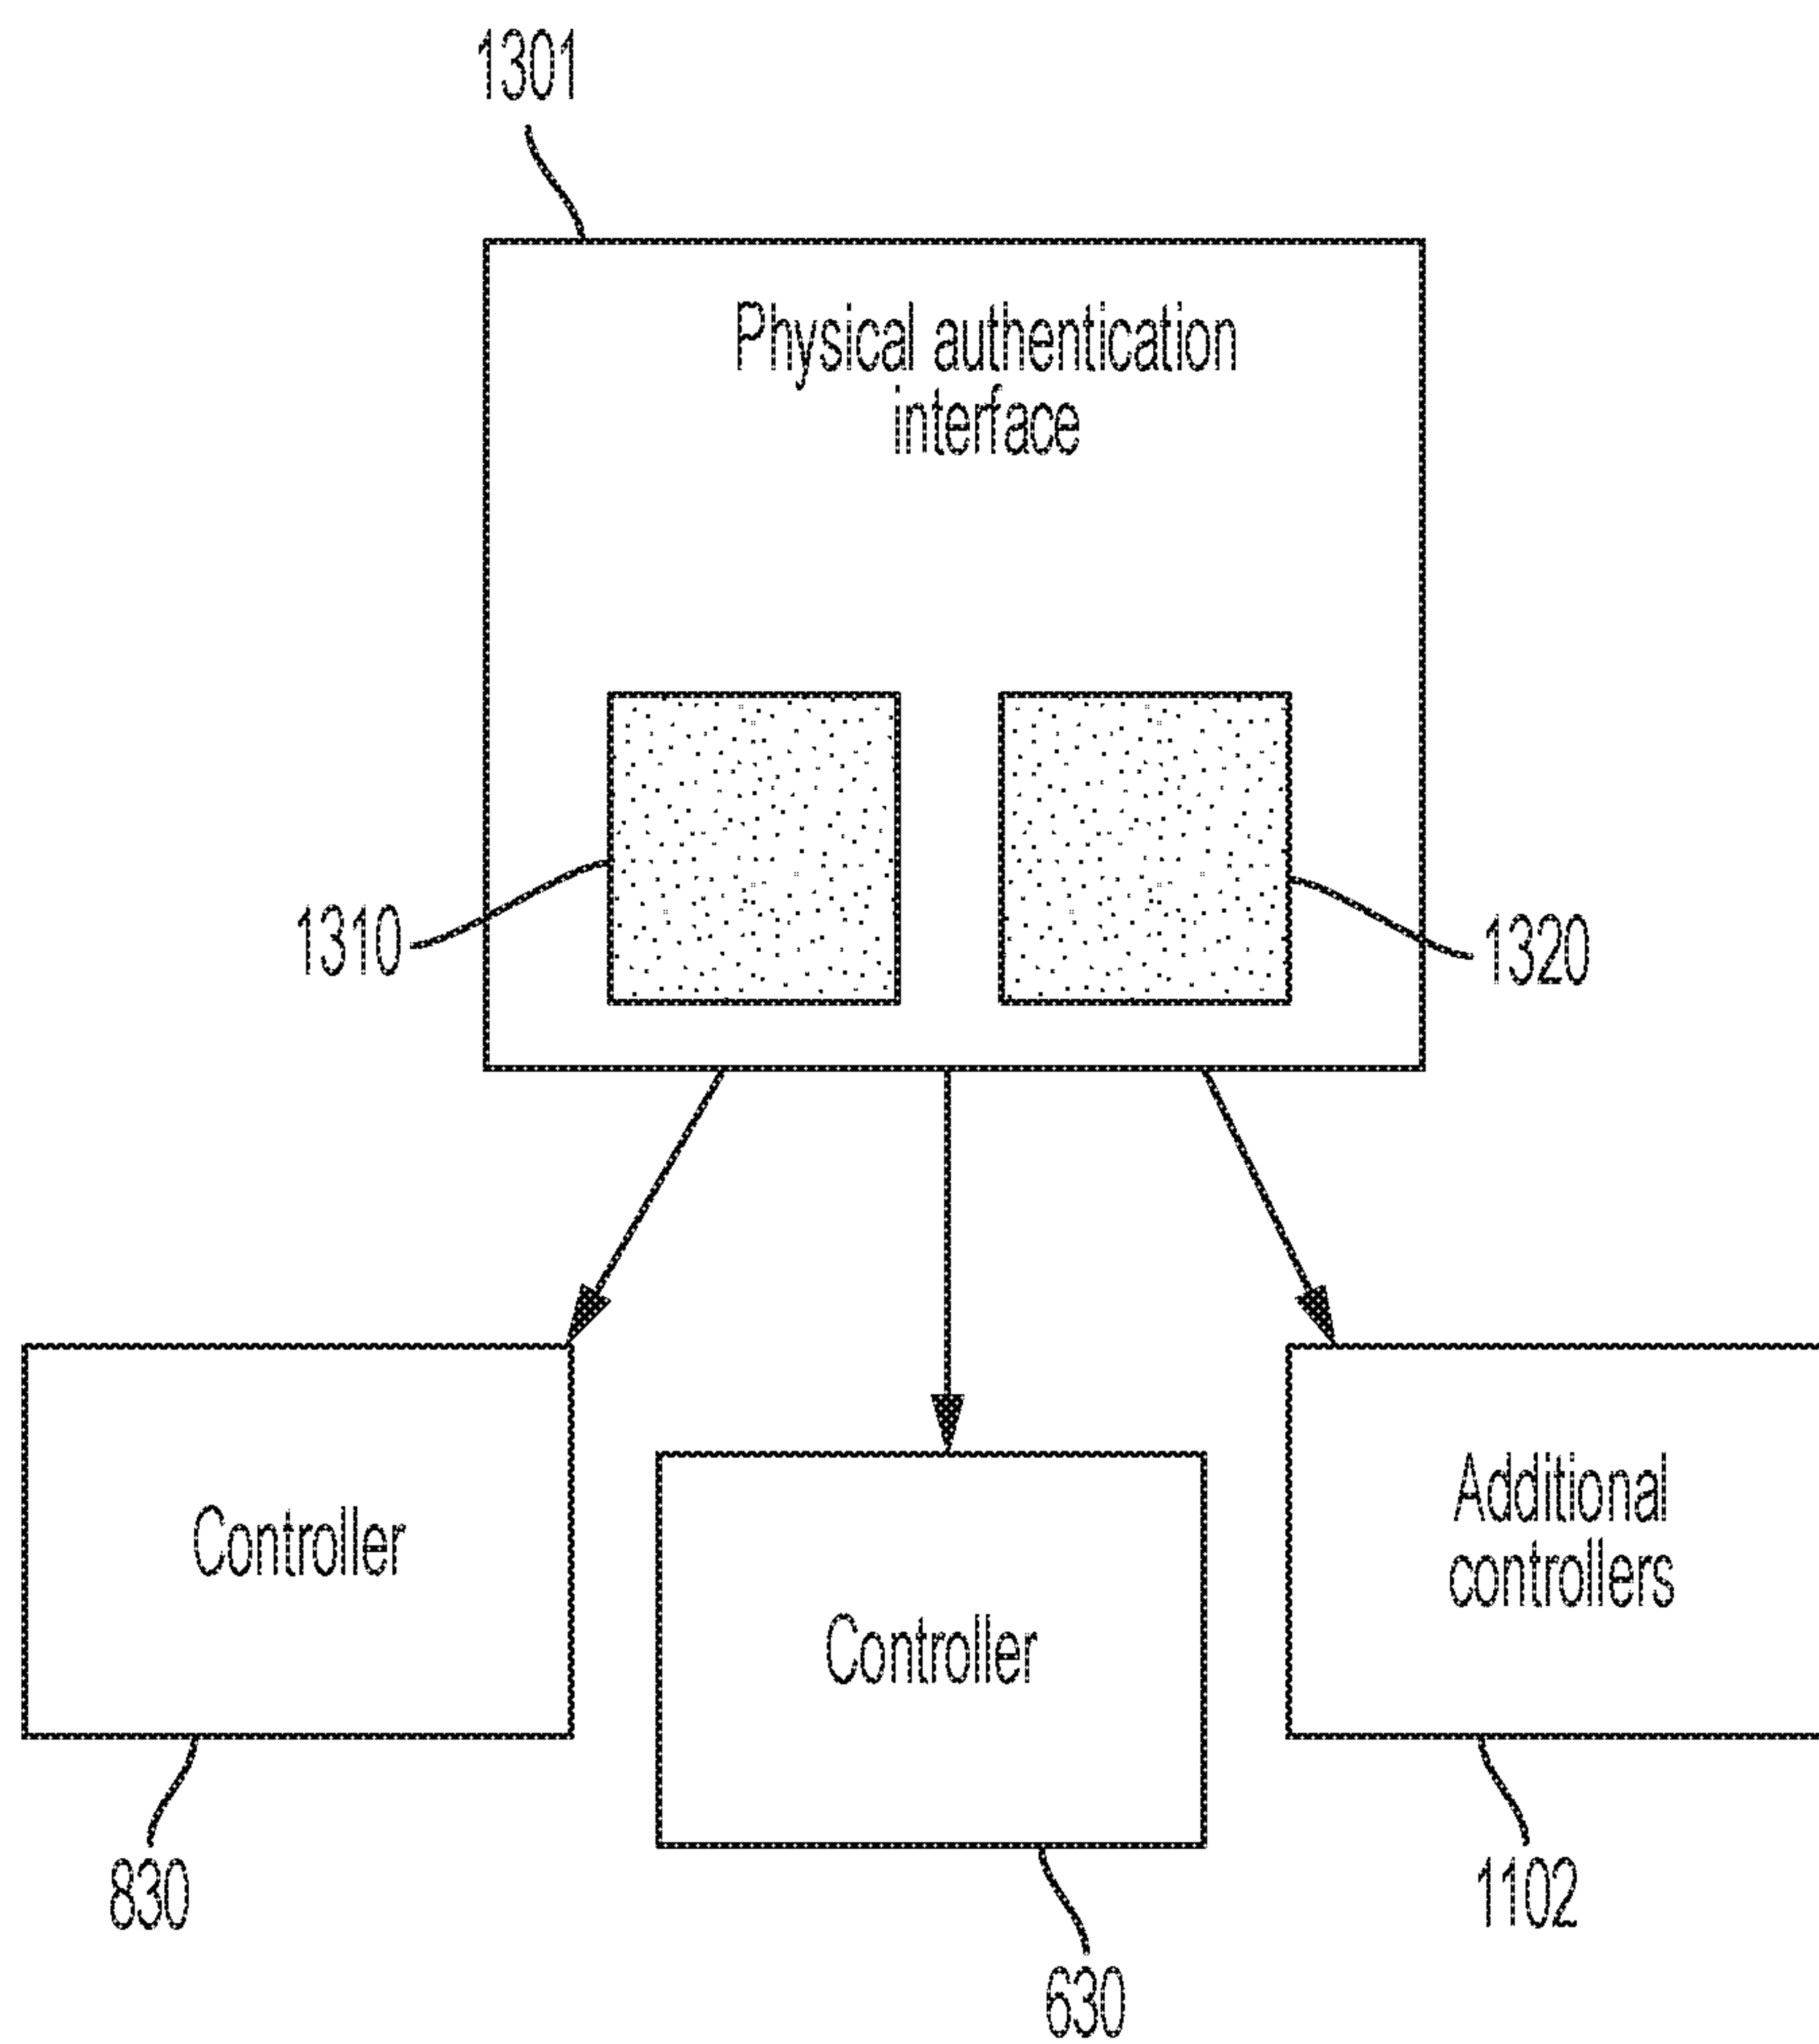 1301
Physical authentication
interface
1310
1320
Controller
Controller
Additional
controllers
830
630
1102